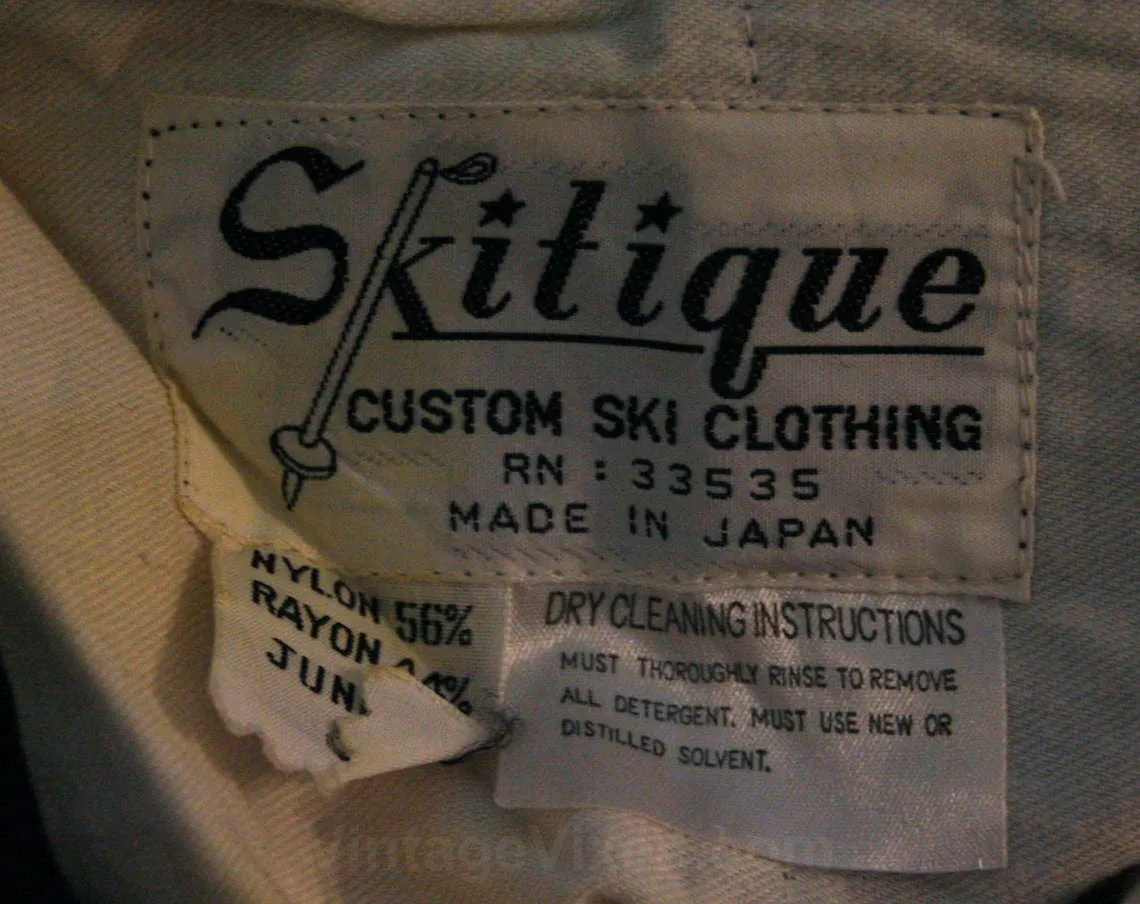 Skitique
CUSTOM SKI CLOTHING
RN : 33535
MADE IN JAPAN
NYLON 56%
RAYON
JUN
DRY CLEANING INSTRUCTIONS
MUST THOROUGHLY RINSE TO REMOVE
ALL DETERGENT. MUST USE NEW OR
DISTILLED SOLVENT.